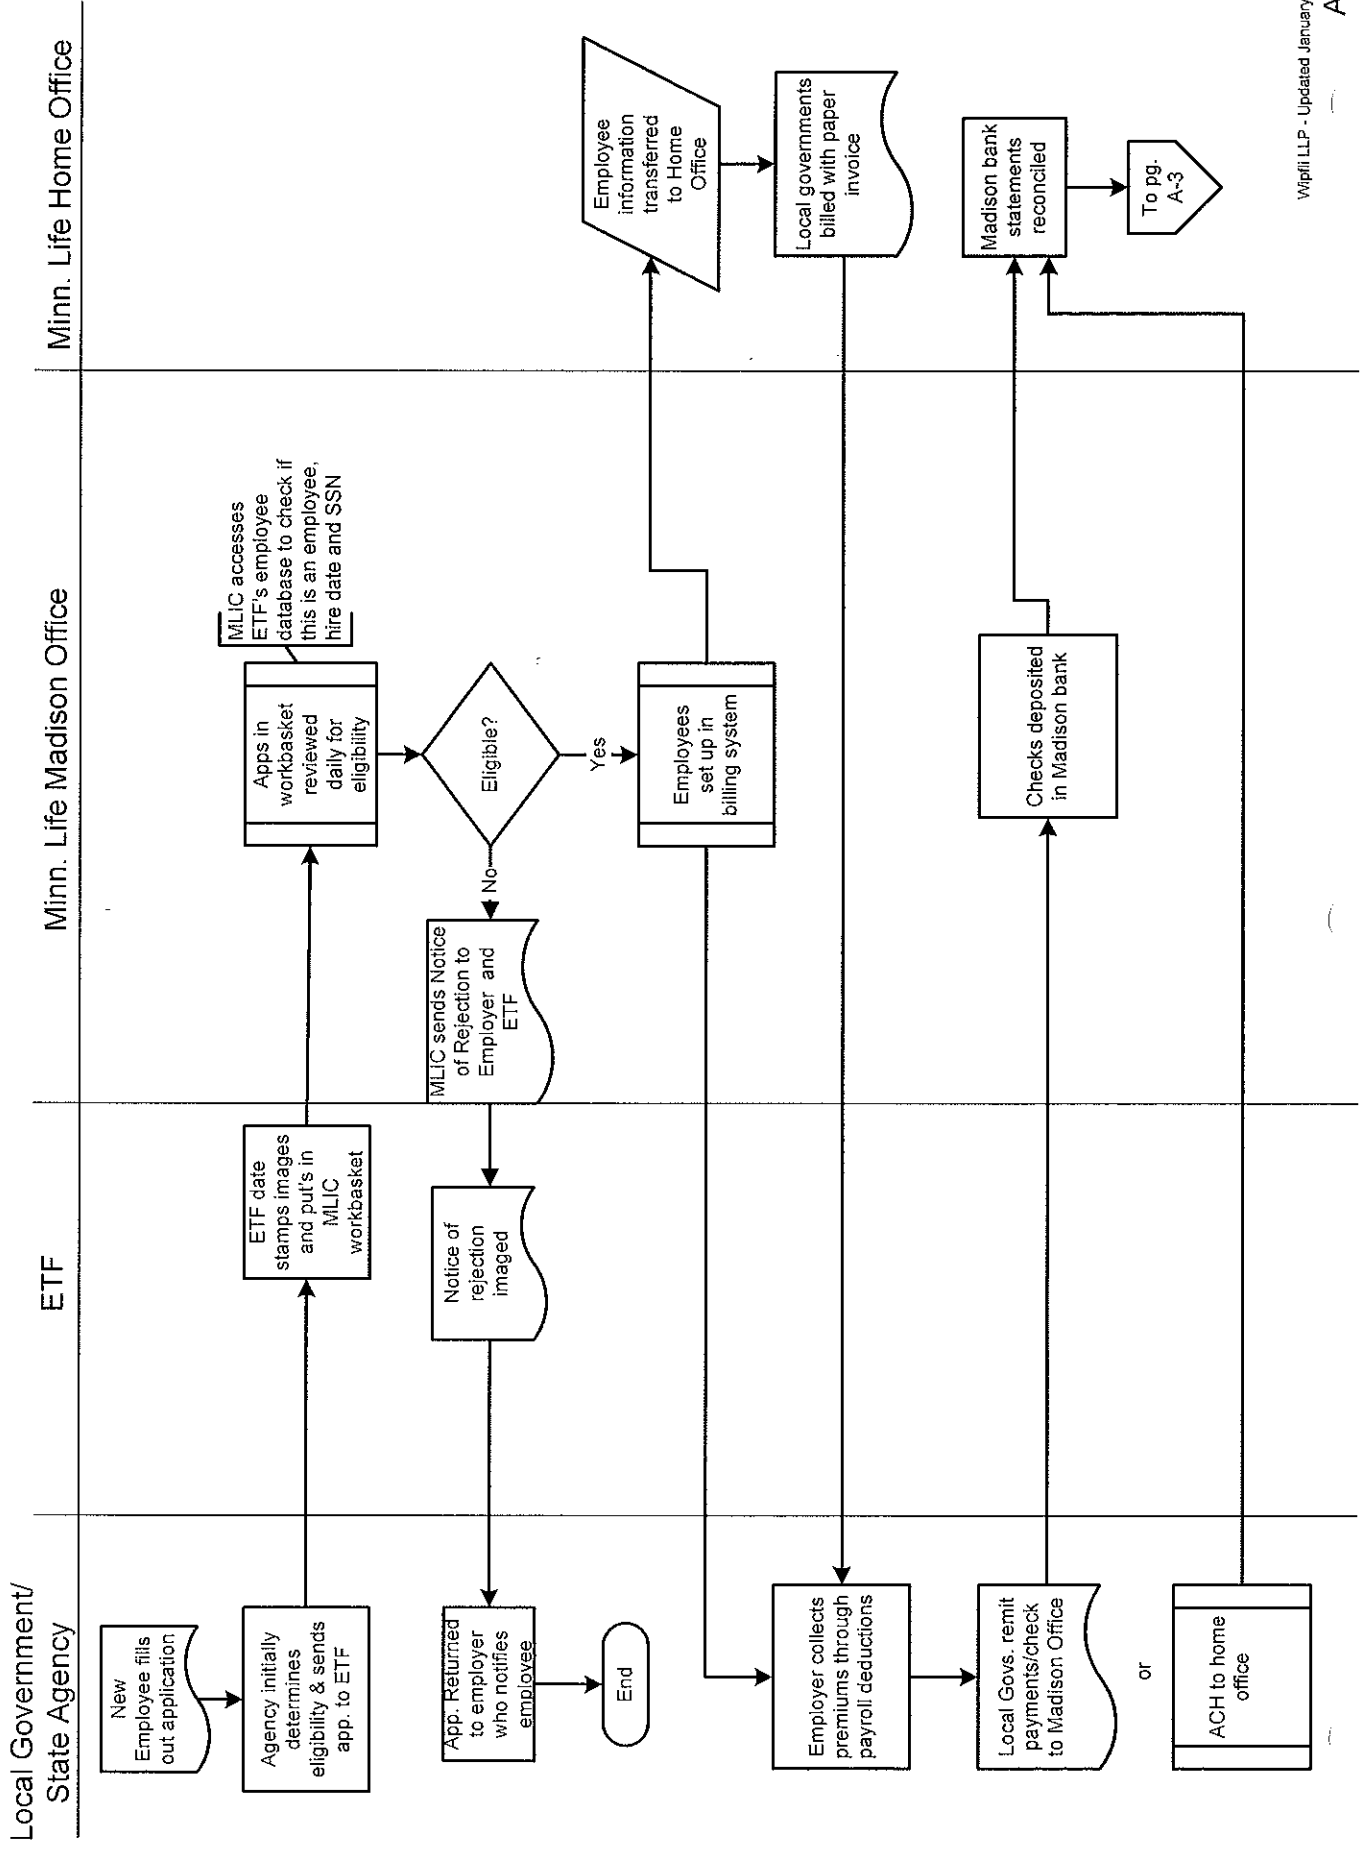 Local Government/
State Agency
ETF
Minn. Life Madison Office
Minn. Life Home Office
New
Employee fills
out application
Agency initially
determines
eligibility & sends
app. to ETF
ETF date
stamps images
and put's in
MLIC
workbasket
Apps in
workbasket
reviewed
daily for
eligibility
MLIC accesses
ETF's employee
database to check if
this is an employee,
hire date and SSN
Eligible?
No
Yes
MLIC sends Notice
of Rejection to
Employer and
ETF
Notice of
rejection
imaged
App. Returned
to employer
who notifies
employee
End
Employees
set up in
billing system
Employee
information
transferred
to Home
Office
Local governments
billed with paper
invoice
Employer collects
premiums through
payroll deductions
Local Govs. remit
payments/check
to Madison Office
or
ACH to home
office
Checks deposited
in Madison bank
Madison bank
statements
reconciled
To pg.
A-3
Wipfli LLP - Updated January
A